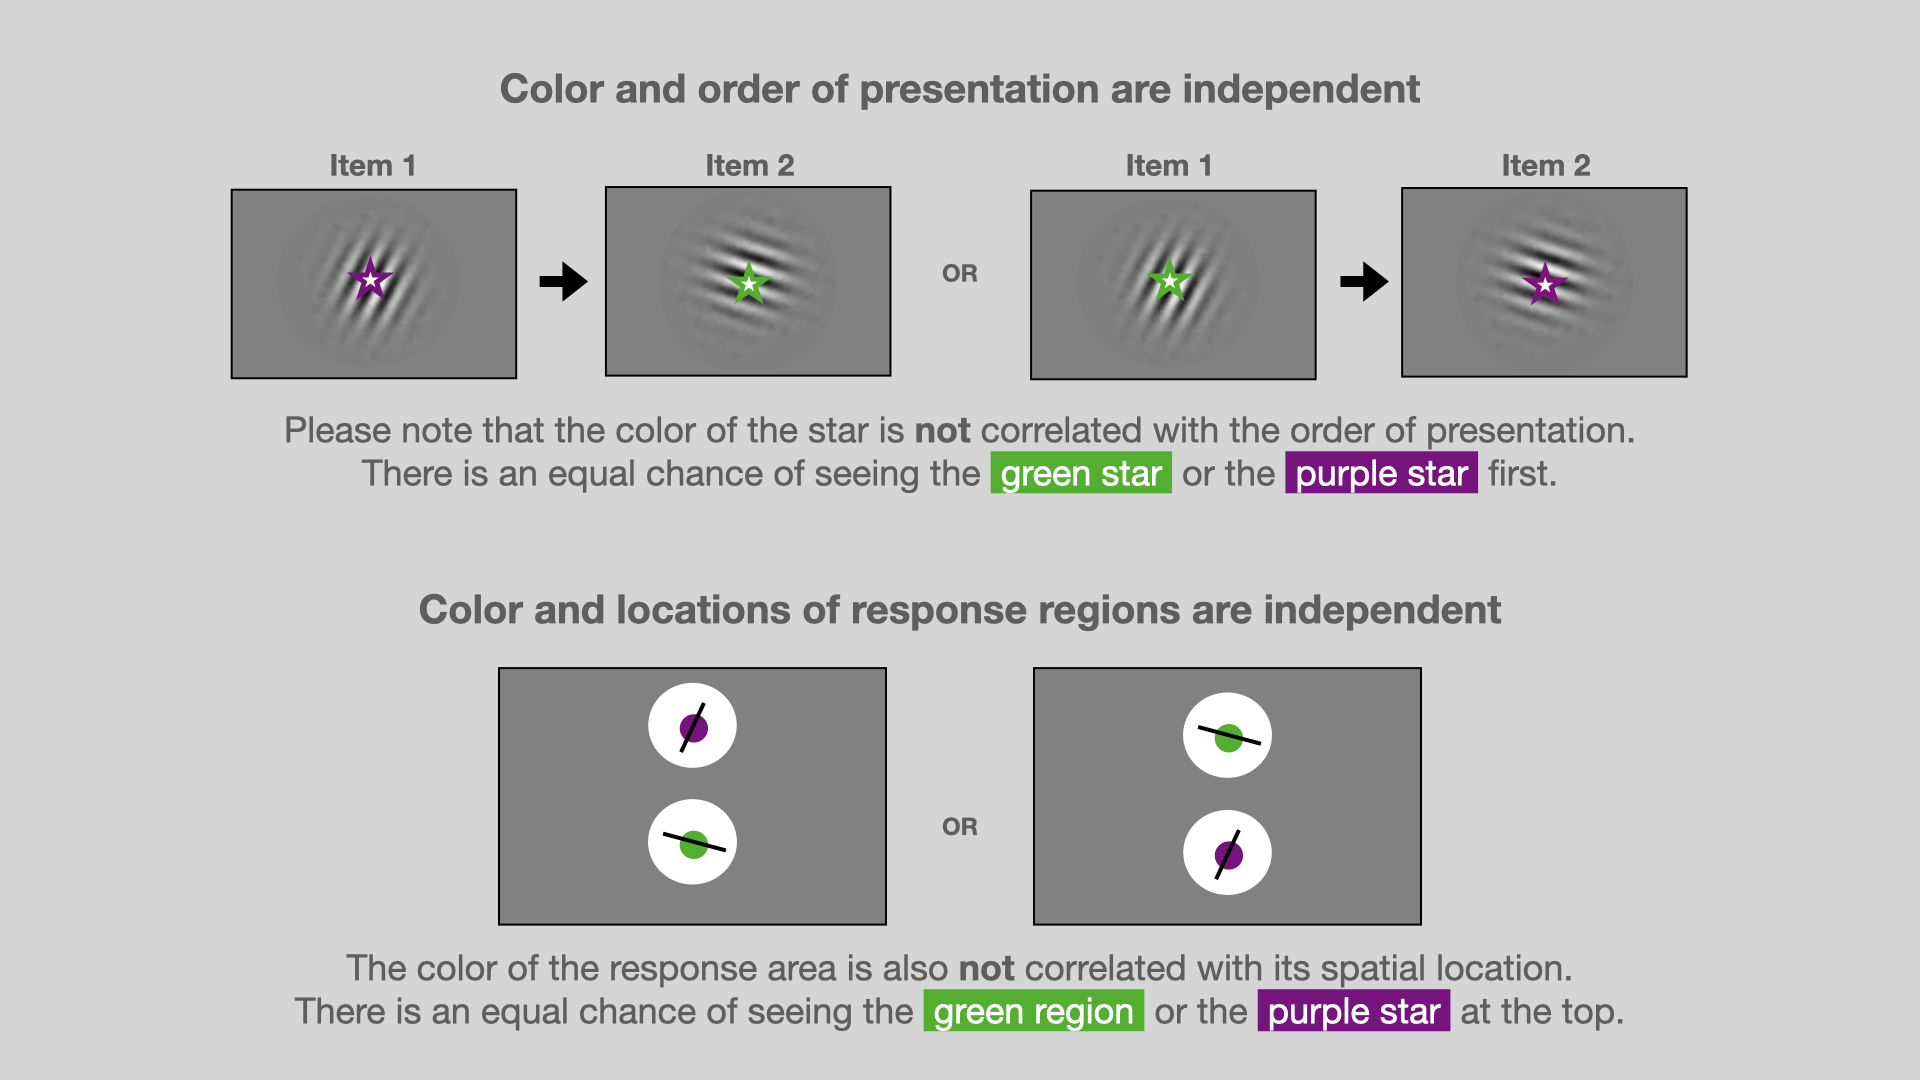 Color and order of presentation are independent
Item 1
Item 2
OR
Item 1
Item 2
Please note that the color of the star is not correlated with the order of presentation.
There is an equal chance of seeing the green star or the purple star first.
Color and locations of response regions are independent
OR
The color of the response area is also not correlated with its spatial location.
There is an equal chance of seeing the green region or the purple star at the top.